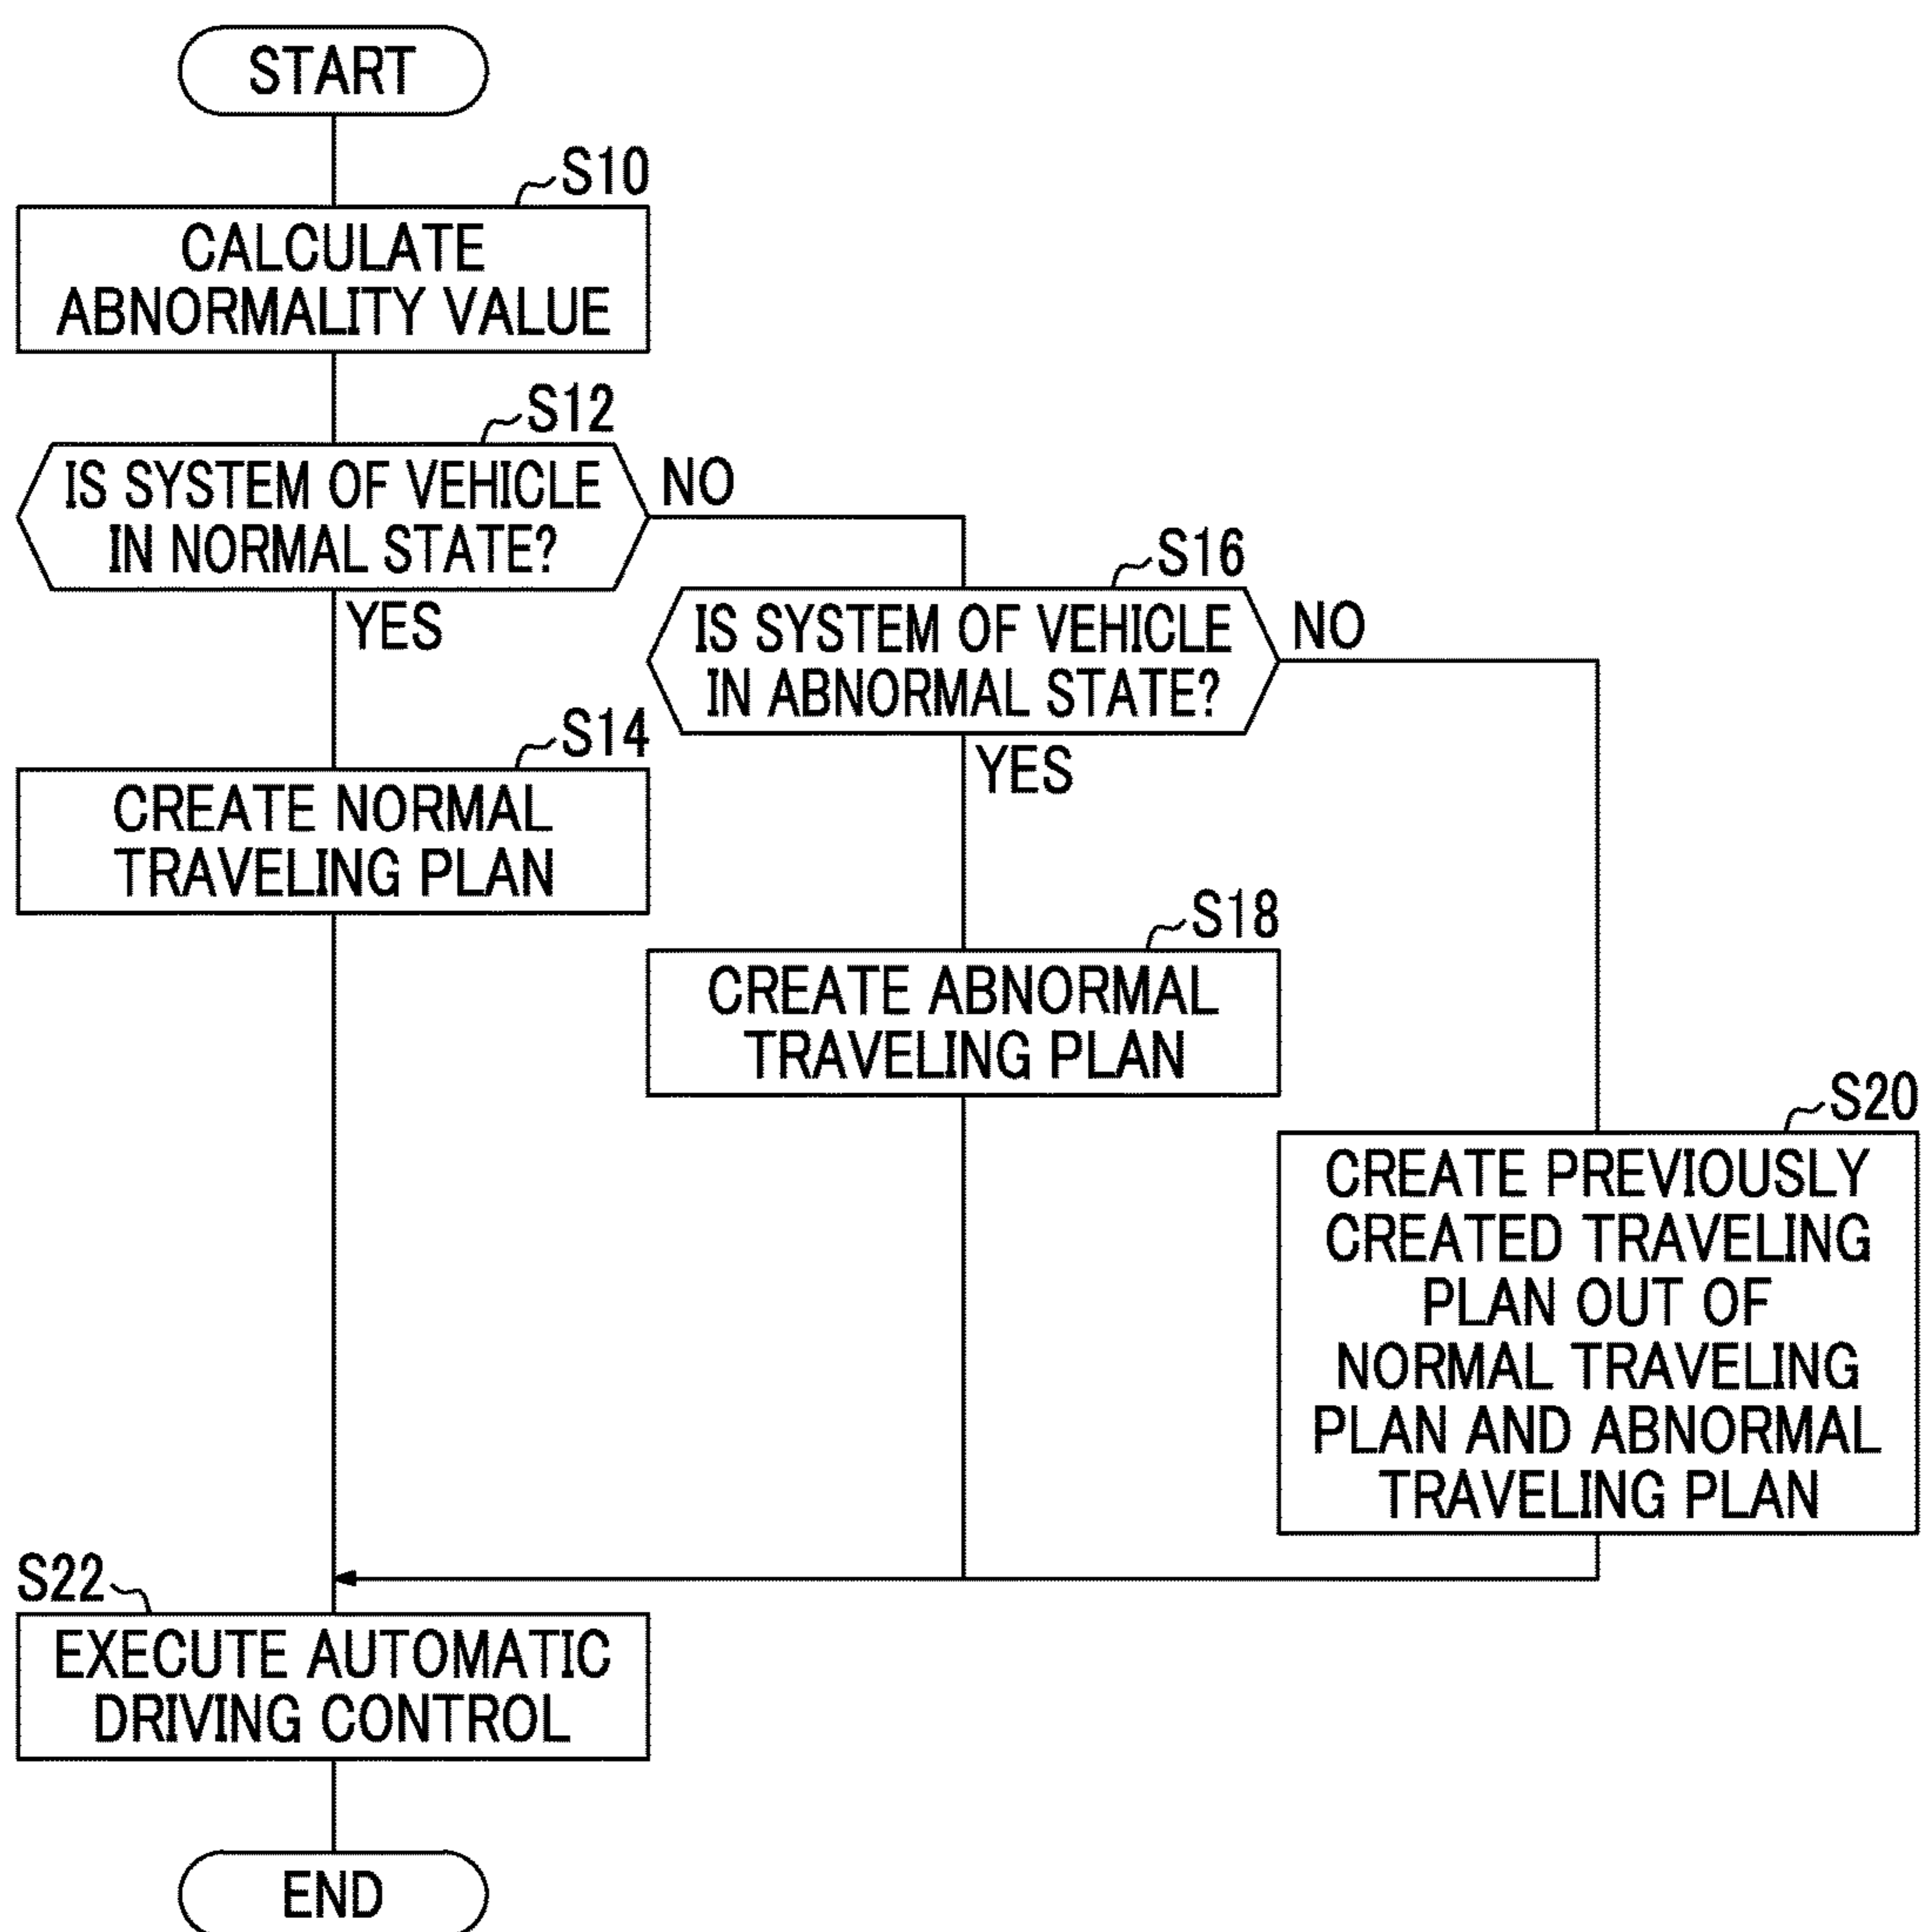 START
S10
CALCULATE
ABNORMALITY VALUE
S12
IS SYSTEM OF VEHICLE
IN NORMAL STATE?
NO
YES
S16
IS SYSTEM OF VEHICLE
IN ABNORMAL STATE?
NO
YES
S14
CREATE NORMAL
TRAVELING PLAN
S18
CREATE ABNORMAL
TRAVELING PLAN
S20
CREATE PREVIOUSLY
CREATED TRAVELING
PLAN OUT OF
NORMAL TRAVELING
PLAN AND ABNORMAL
TRAVELING PLAN
S22
EXECUTE AUTOMATIC
DRIVING CONTROL
END